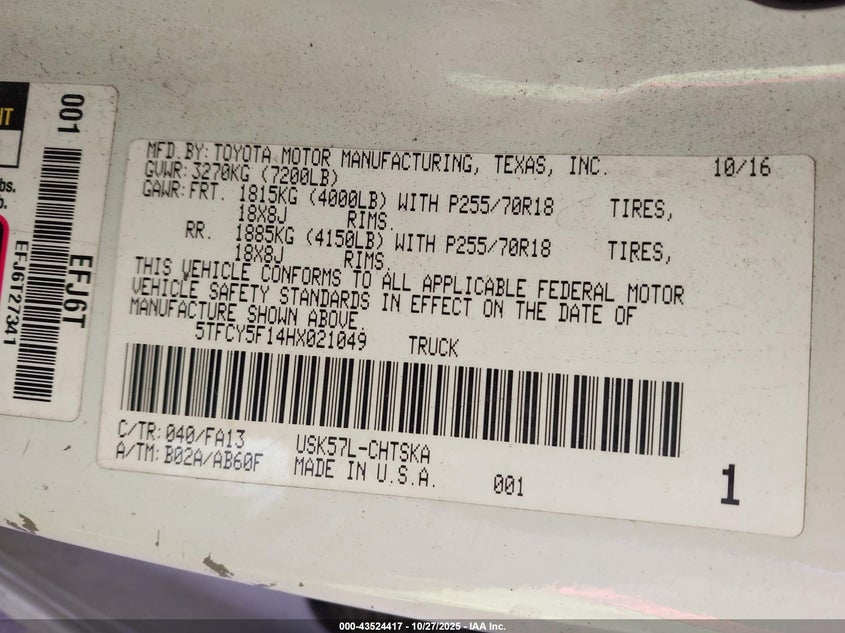 MFD.BY:TOYOTA MOTOR MANUFACTURING, TEXAS, INC. 10/16
GVWR:3270KG (7200LB)
GAWR:FRT. 1815KG (4000LB) WITH P255/70R18 TIRES,
18X8J RIMS.
RR. 1885KG (4150LB) WITH P255/70R18 TIRES,
18X8J RIMS.
THIS VEHICLE CONFORMS TO ALL APPLICABLE FEDERAL MOTOR
VEHICLE SAFETY STANDARDS IN EFFECT ON THE DATE OF
MANUFACTURE SHOWN ABOVE.
5TFCY5F14HX021049 TRUCK
C/TR:040/FA13 USK57L-CHTSKA
A/TM:B02A/AB60F MADE IN U.S.A. 001 1
001
EFJ6T
EFJ6T27341
bs.
b.
000-43524417 - 10/27/2025 - IAA Inc.